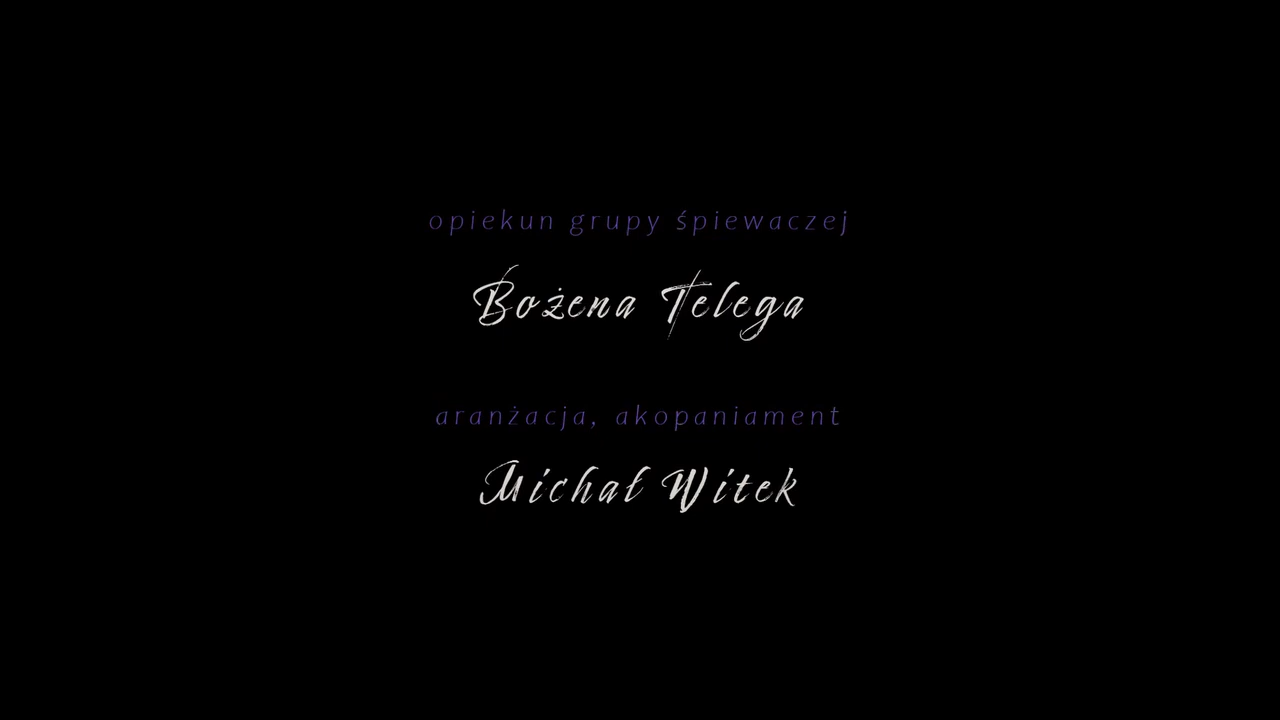 opiekun grupy śpiewaczej
Bożena Telega
aranżacja, akopaniament
Michał Witek